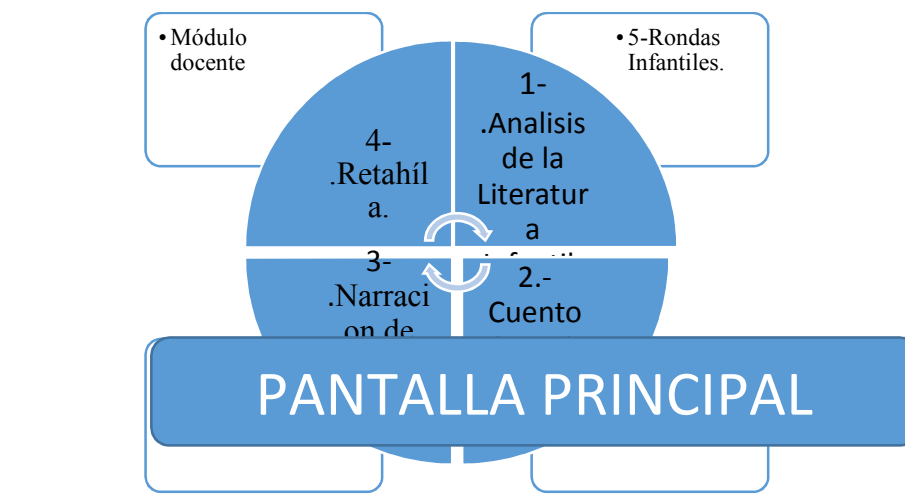 • Módulo
docente
• 5-Rondas
Infantiles.
4-
.Retahíl
a.
1-
.Analisis
de la
Literatur
a
3-
.Narraci
on de
2.-
Cuento
PANTALLA PRINCIPAL